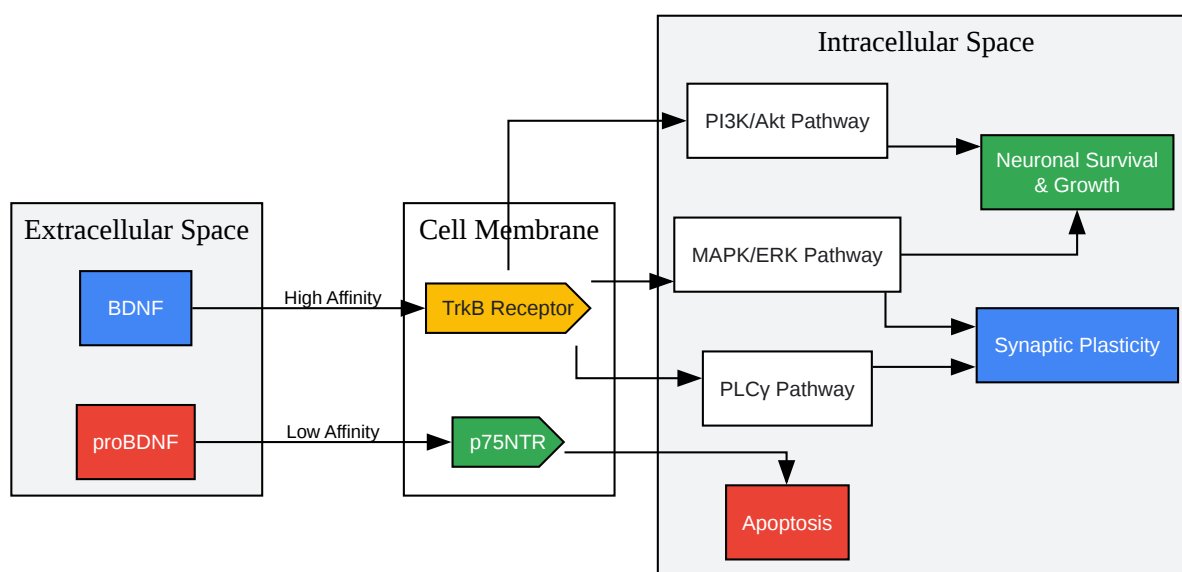 Extracellular Space
BDNF
proBDNF
High Affinity
Low Affinity
Cell Membrane
TrkB Receptor
p75NTR
Intracellular Space
PI3K/Akt Pathway
MAPK/ERK Pathway
PLCγ Pathway
Apoptosis
Neuronal Survival
& Growth
Synaptic Plasticity